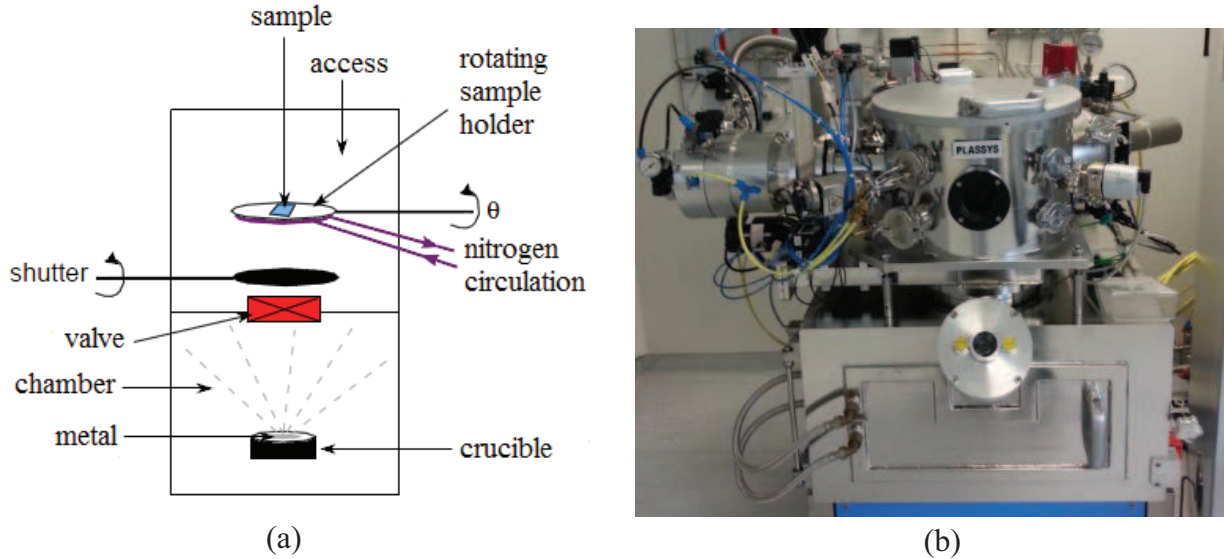 sample
access
rotating
sample
holder
θ
nitrogen
circulation
shutter
valve
chamber
metal
crucible
PLASSYS
(a)
(b)